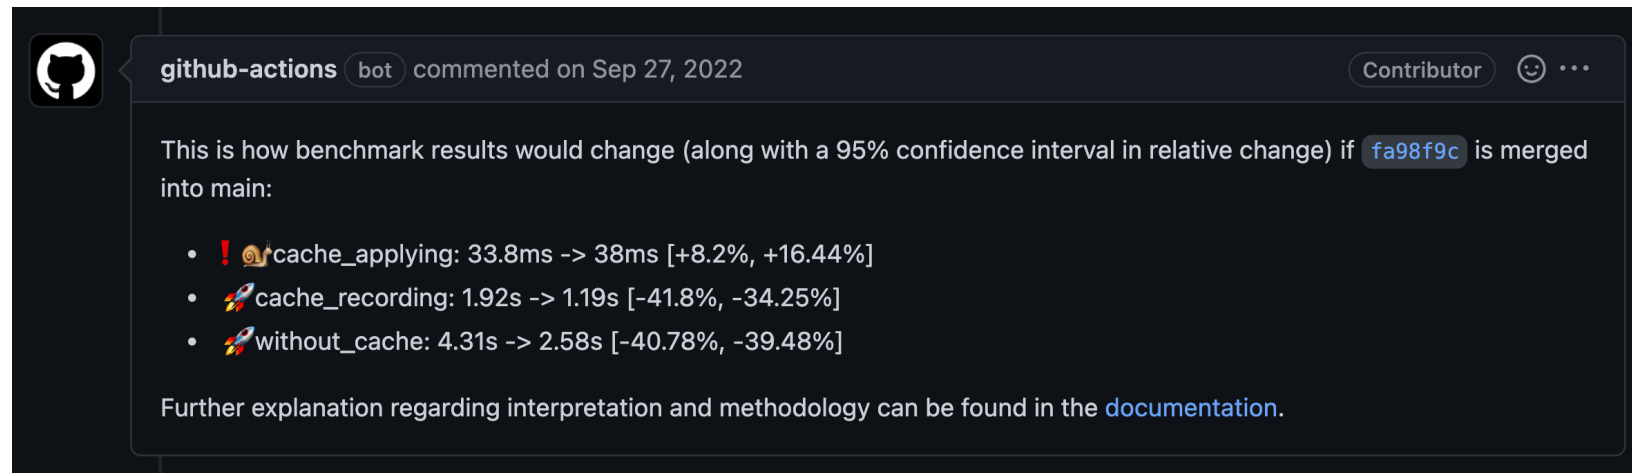 github-actions bot commented on Sep 27, 2022 Contributor
This is how benchmark results would change (along with a 95% confidence interval in relative change) if fa98f9c is merged
into main:
• ❗🐌cache_applying: 33.8ms -> 38ms [+8.2%, +16.44%]
• 🚀cache_recording: 1.92s -> 1.19s [-41.8%, -34.25%]
• 🚀without_cache: 4.31s -> 2.58s [-40.78%, -39.48%]
Further explanation regarding interpretation and methodology can be found in the documentation.